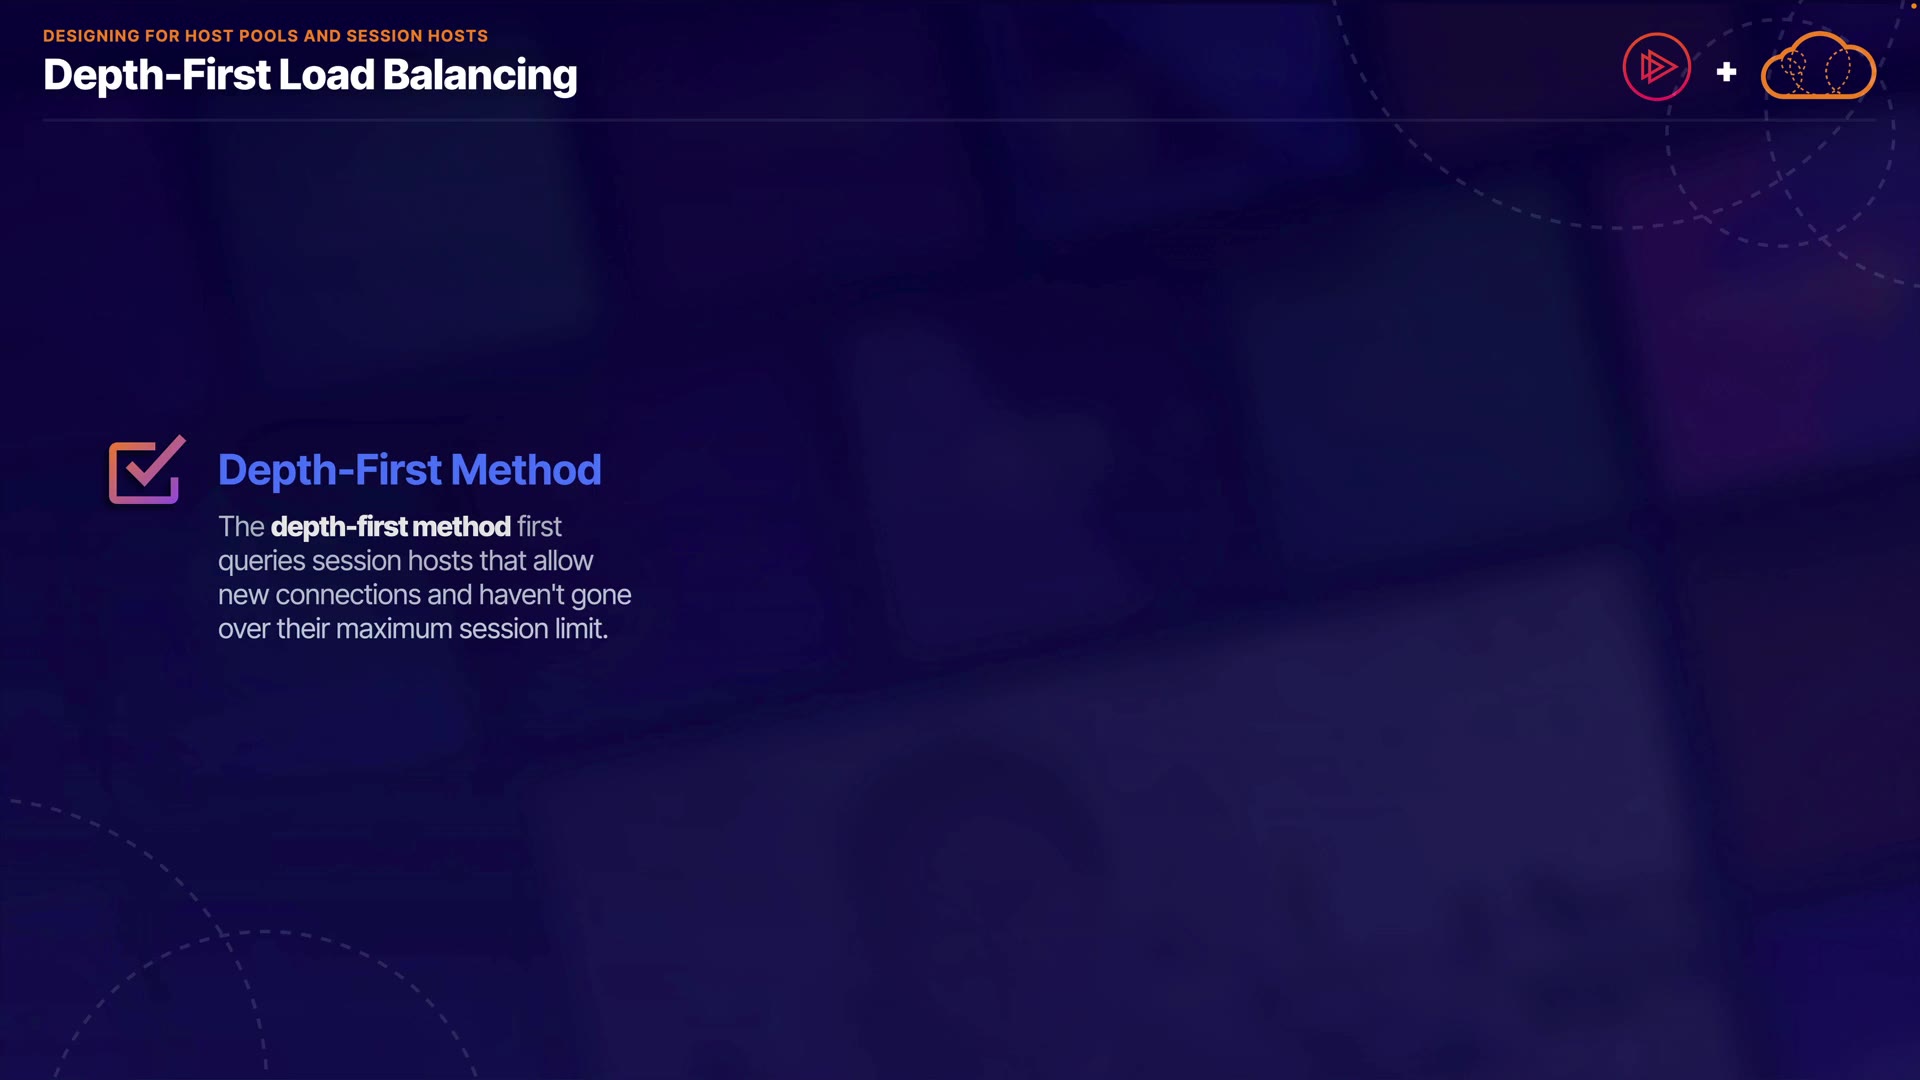 DESIGNING FOR HOST POOLS AND SESSION HOSTS
Depth-First Load Balancing
Depth-First Method
The depth-first method first
queries session hosts that allow
new connections and haven't gone
over their maximum session limit.